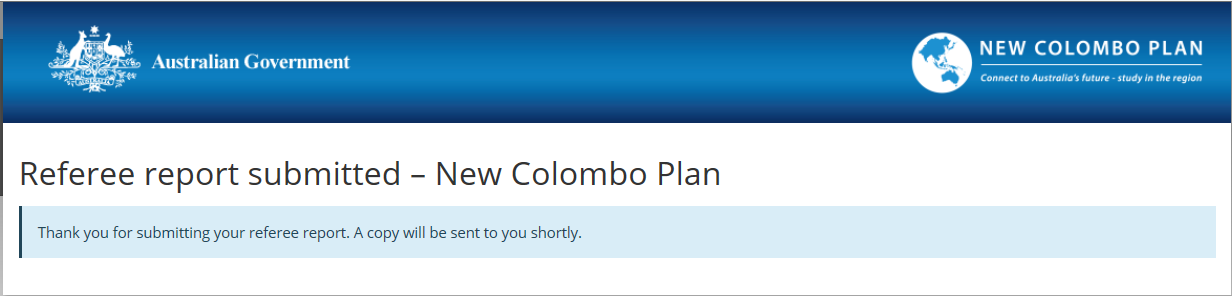 Australian Government
NEW COLOMBO PLAN
Connect to Australia's future - study in the region
Referee report submitted – New Colombo Plan
Thank you for submitting your referee report. A copy will be sent to you shortly.